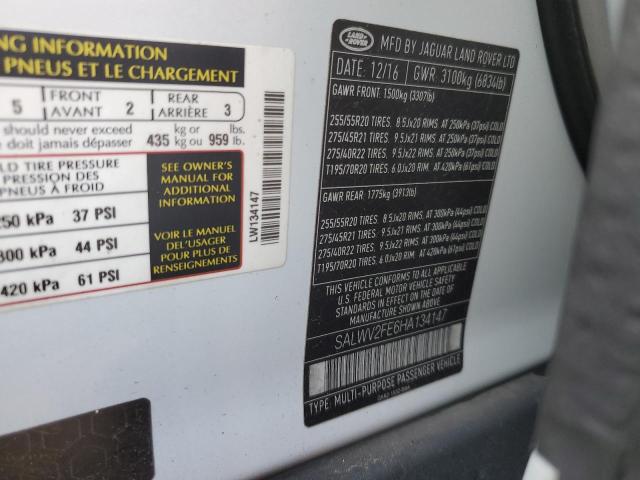 NG INFORMATION
PNEUS ET LE CHARGEMENT
5 FRONT AVANT 2 REAR ARRIÈRE 3
should never exceed 435 kg or 959 lbs.
doit jamais dépasser kg ou lb.
LD TIRE PRESSURE
PRESSION DES
PNEUS À FROID
250 kPa 37 PSI
300 kPa 44 PSI
420 kPa 61 PSI
SEE OWNER'S
MANUAL FOR
ADDITIONAL
INFORMATION
VOIR LE MANUEL
DEL'USAGER
POUR PLUS DE
RENSEIGNEMENTS
LW134147
LAND ROVER
MFD BY JAGUAR LAND ROVER LTD
DATE: 12/16 GWR: 3100kg (6834lb)
GAWR FRONT: 1500kg (3307lb)
255/55R20 TIRES. 8.5Jx20 RIMS. AT 250kPa (37psi) COLD
275/45R21 TIRES. 9.5Jx21 RIMS. AT 250kPa (37psi) COLD
275/40R22 TIRES. 9.5Jx22 RIMS. AT 250kPa (37psi) COLD
T195/70R20 TIRES. 6.0Jx20 RIMS. AT 420kPa (61psi) COLD
GAWR REAR: 1775kg (3913lb)
255/55R20 TIRES. 8.5Jx20 RIMS. AT 300kPa (44psi) COLD
275/45R21 TIRES. 9.5Jx21 RIMS. AT 300kPa (44psi) COLD
275/40R22 TIRES. 9.5Jx22 RIMS. AT 300kPa (44psi) COLD
T195/70R20 TIRES. 6.0Jx20 RIMS. AT 420kPa (61psi) COLD
THIS VEHICLE CONFORMS TO ALL APPLICABLE
U.S. FEDERAL MOTOR VEHICLE SAFETY
STANDARDS IN EFFECT ON THE DATE OF
MANUFACTURE SHOWN ABOVE.
SALWV2FE6HA134147
TYPE: MULTI-PURPOSE PASSENGER VEHICLE